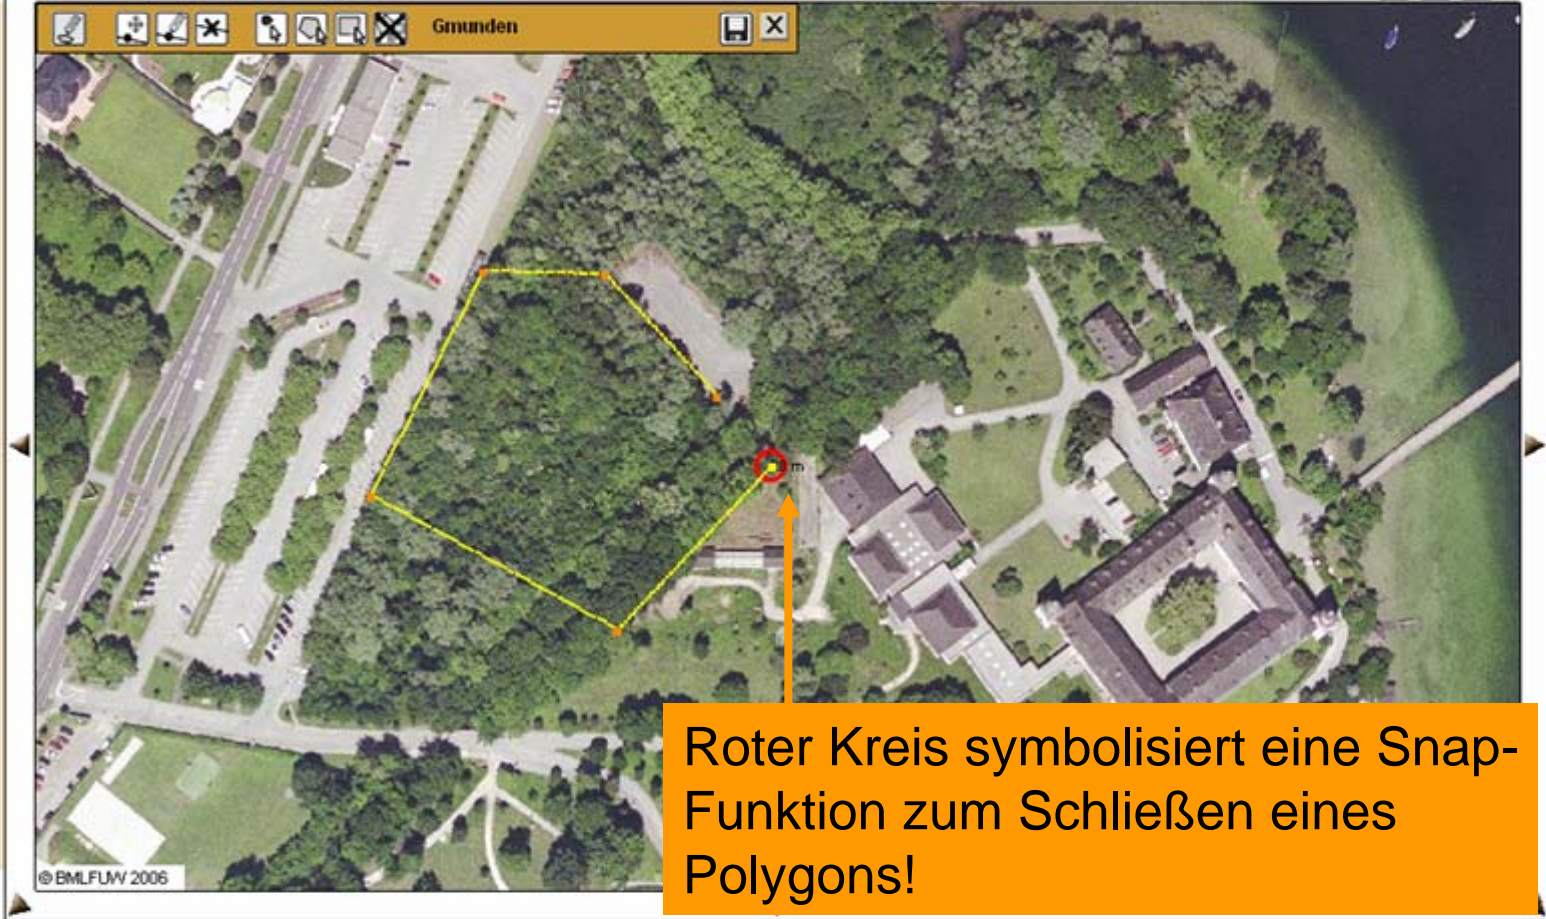 Gmunden
m
Roter Kreis symbolisiert eine Snap-
Funktion zum Schließen eines
Polygons!
© BMLFUW 2006